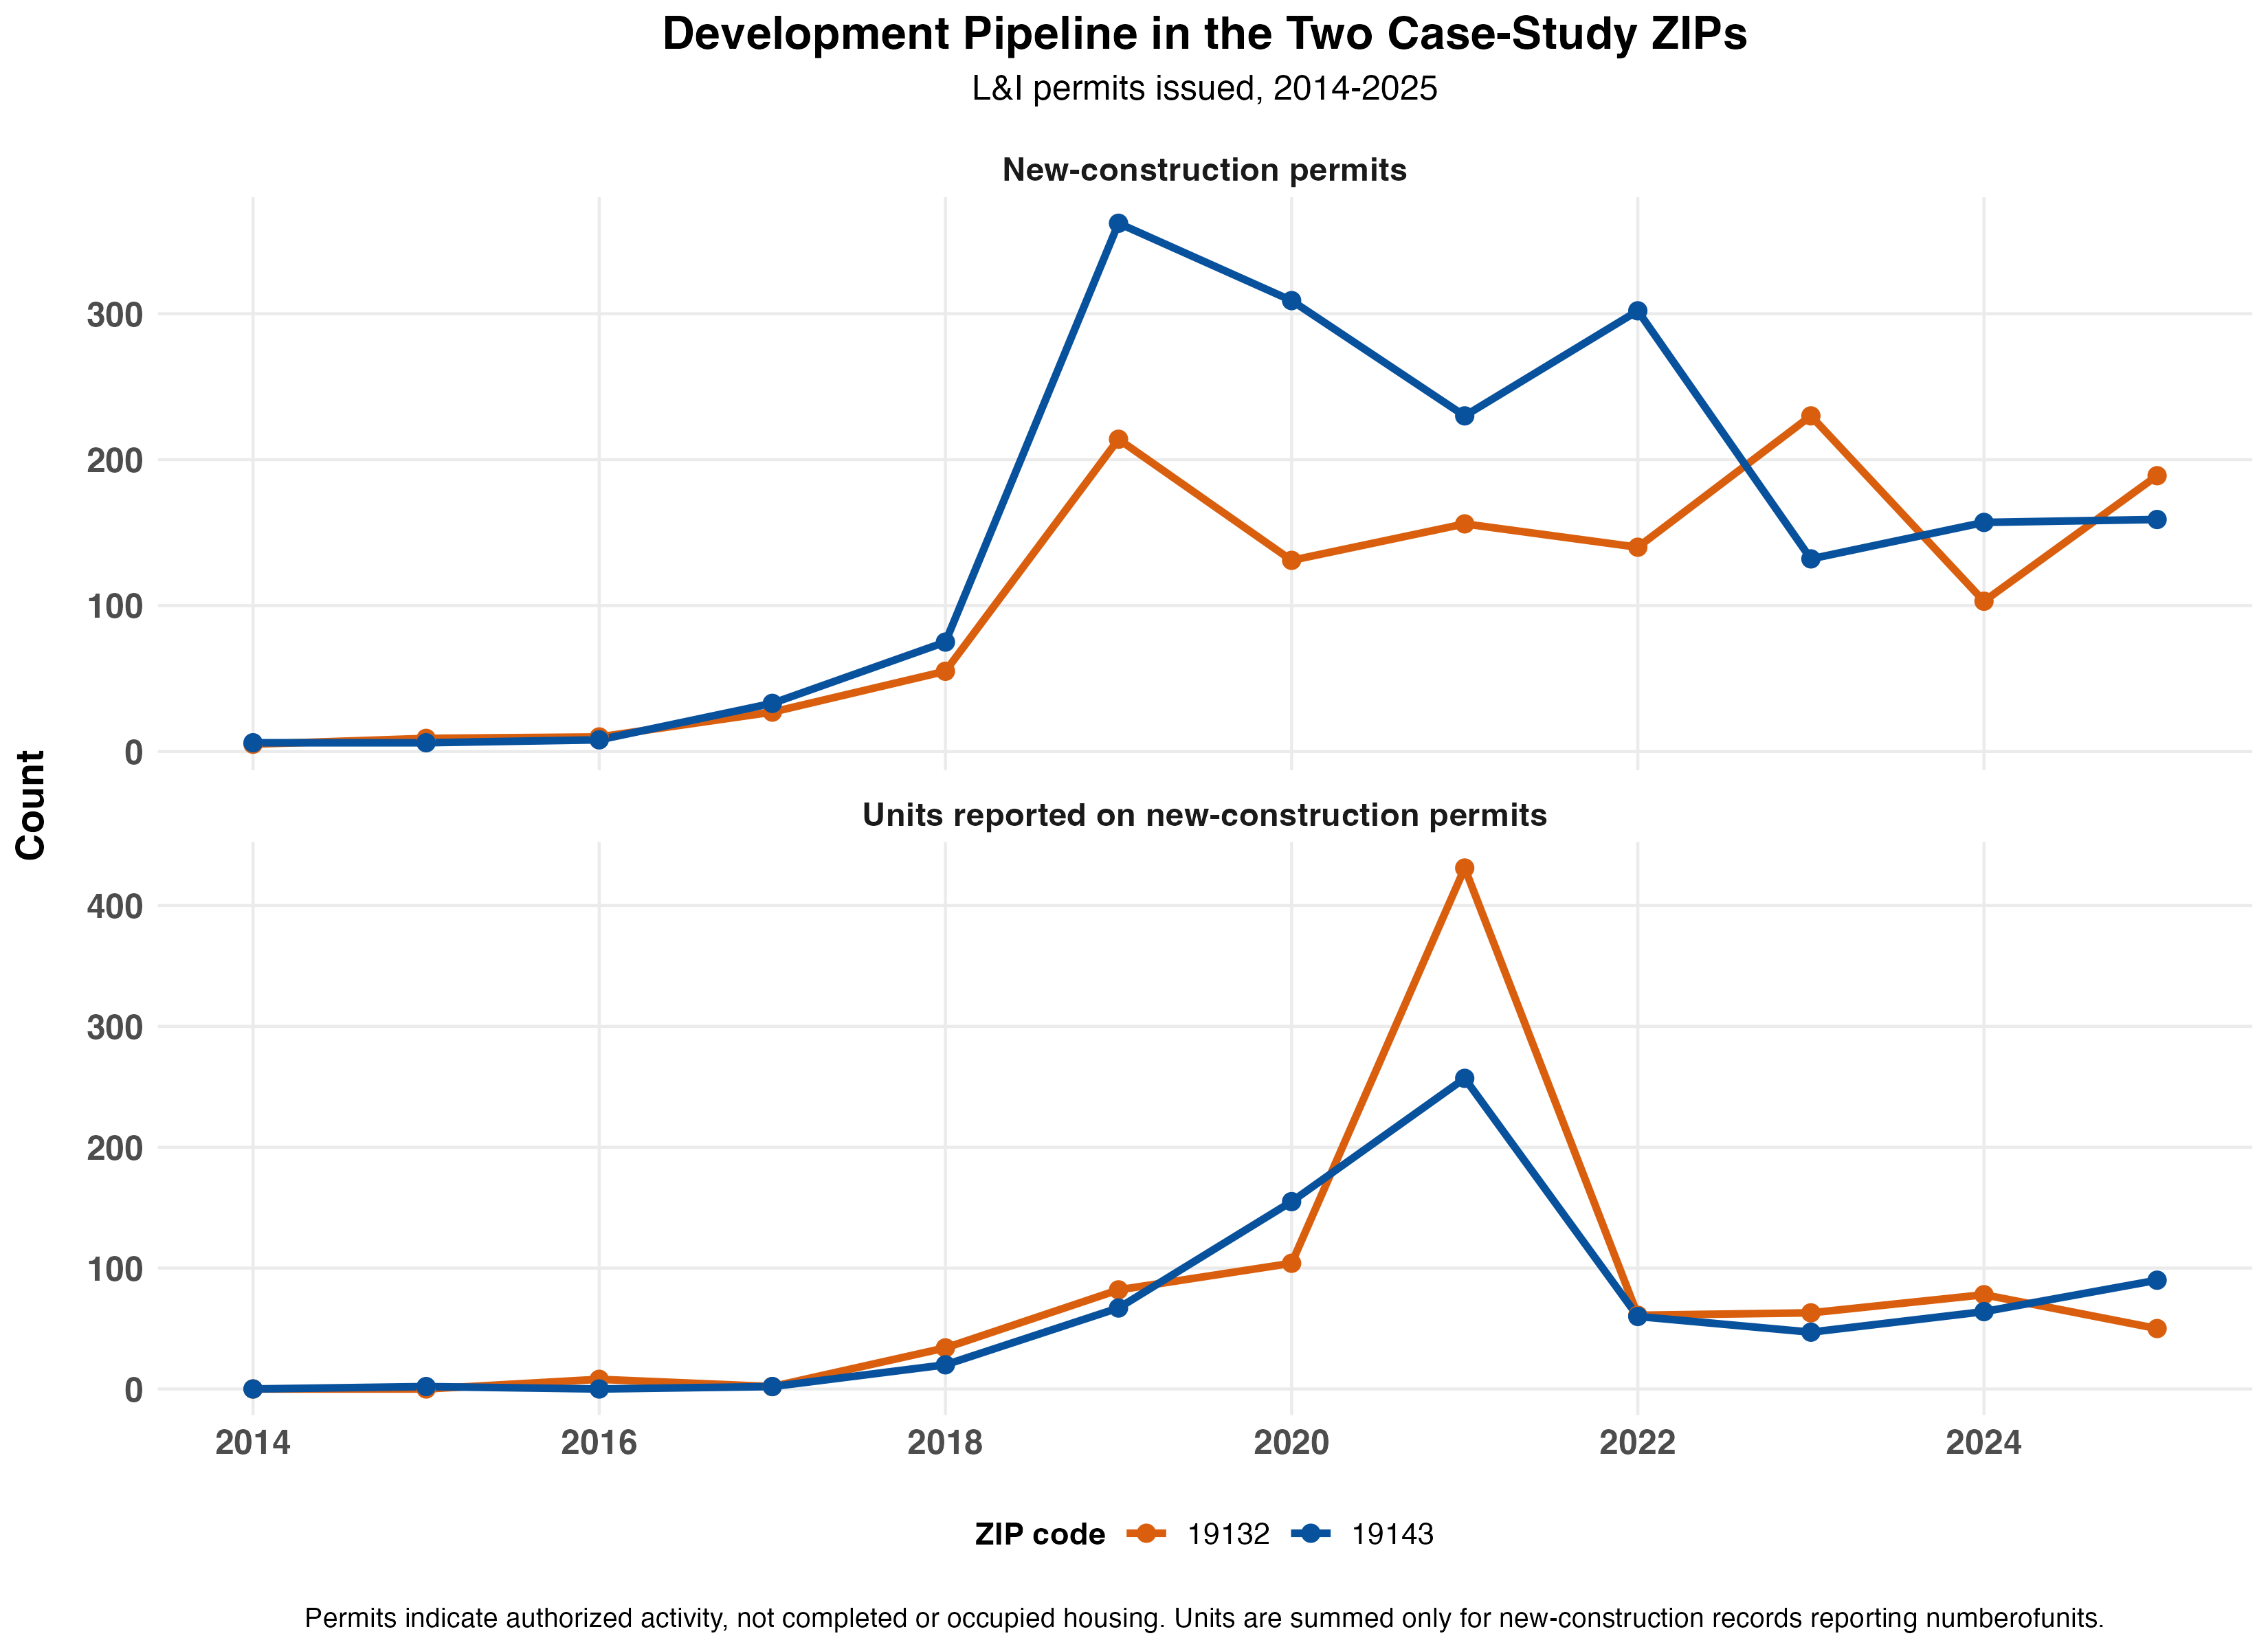 Development Pipeline in the Two Case-Study ZIPs
L&I permits issued, 2014-2025
New-construction permits
300
200
100
0
Count
Units reported on new-construction permits
400
300
200
100
0
2014 2016 2018 2020 2022 2024
ZIP code 19132 19143
Permits indicate authorized activity, not completed or occupied housing. Units are summed only for new-construction records reporting numberofunits.